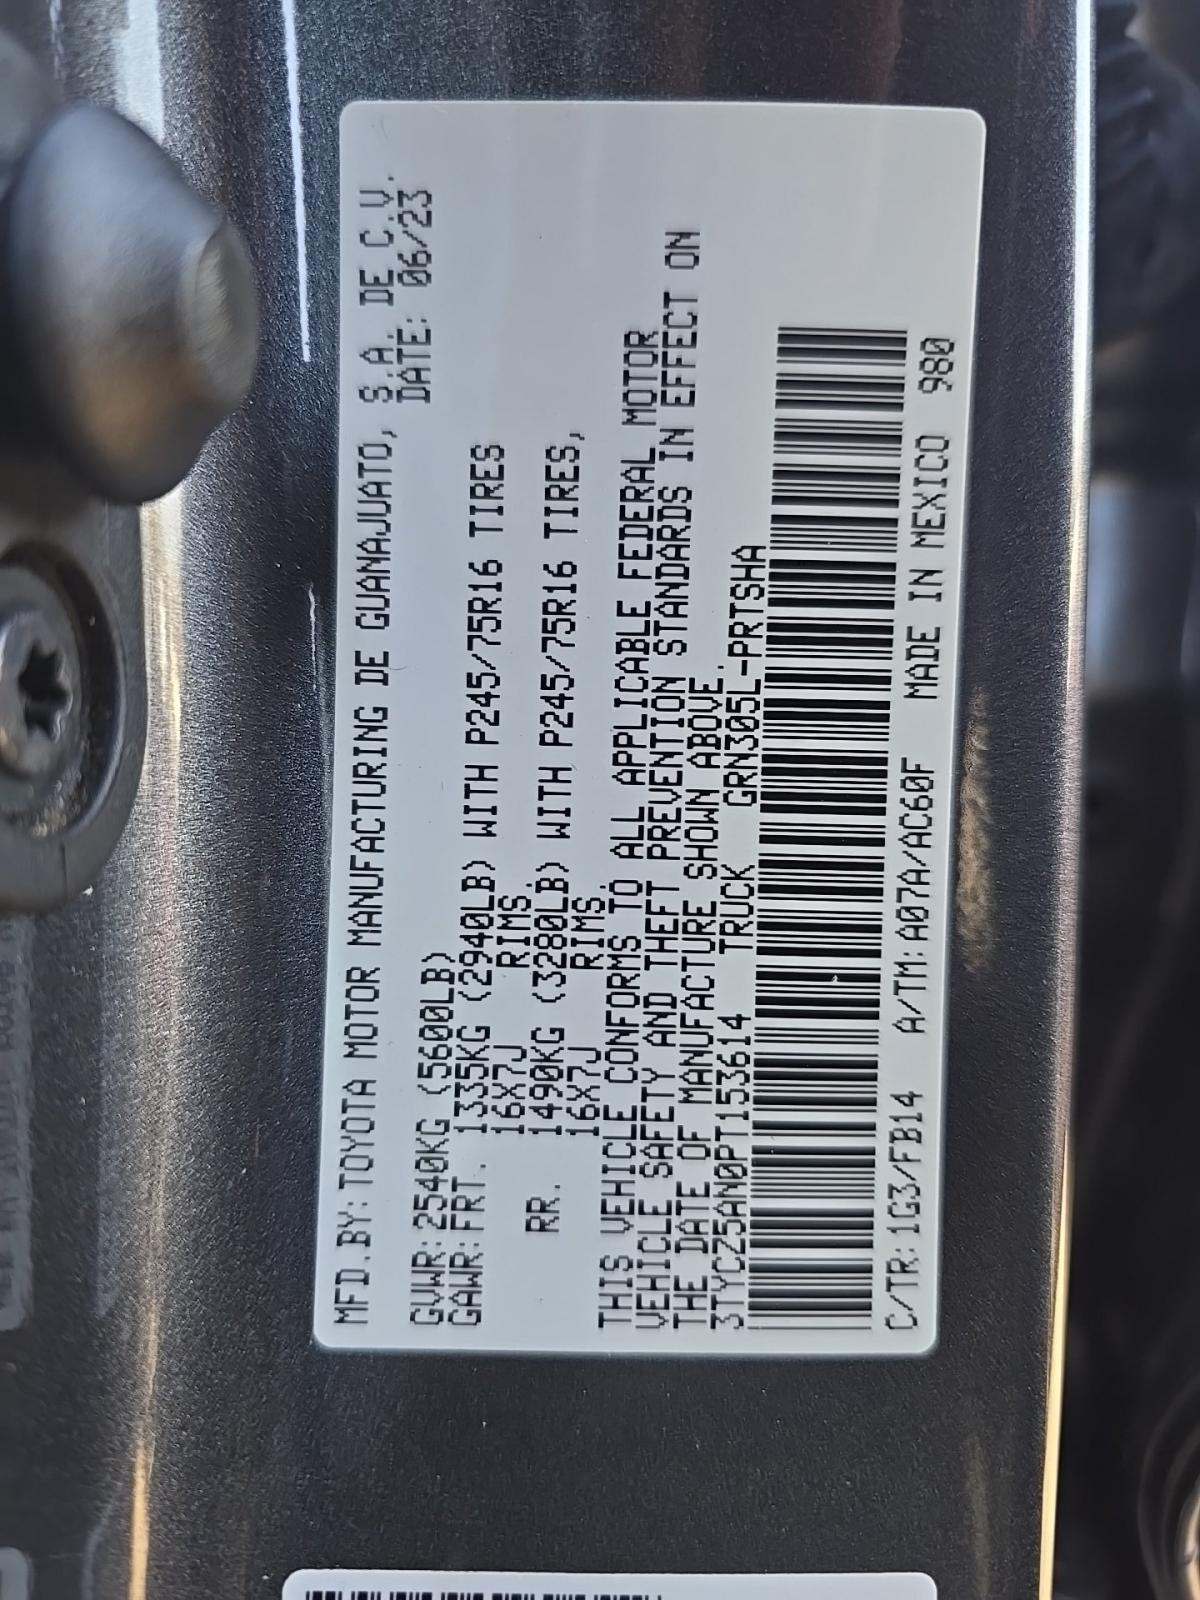 MFD.BY: TOYOTA MOTOR MANUFACTURING DE GUANAJUATO, S.A. DE C.V.
DATE: 06/23
GVWR:2540KG (5600LB)
GAWR:FRT. 1335KG (2940LB) WITH P245/75R16 TIRES
16X7J RIMS.
RR. 1490KG (3280LB) WITH P245/75R16 TIRES,
16X7J RIMS.
THIS VEHICLE CONFORMS TO ALL APPLICABLE FEDERAL MOTOR
VEHICLE SAFETY AND THEFT PREVENTION STANDARDS IN EFFECT ON
THE DATE OF MANUFACTURE SHOWN ABOVE.
3TYCZ5AN0PT153614 TRUCK GRN305L-PRTSHA
C/TR:1G3/FB14 A/TM:A07A/AC60F MADE IN MEXICO 980